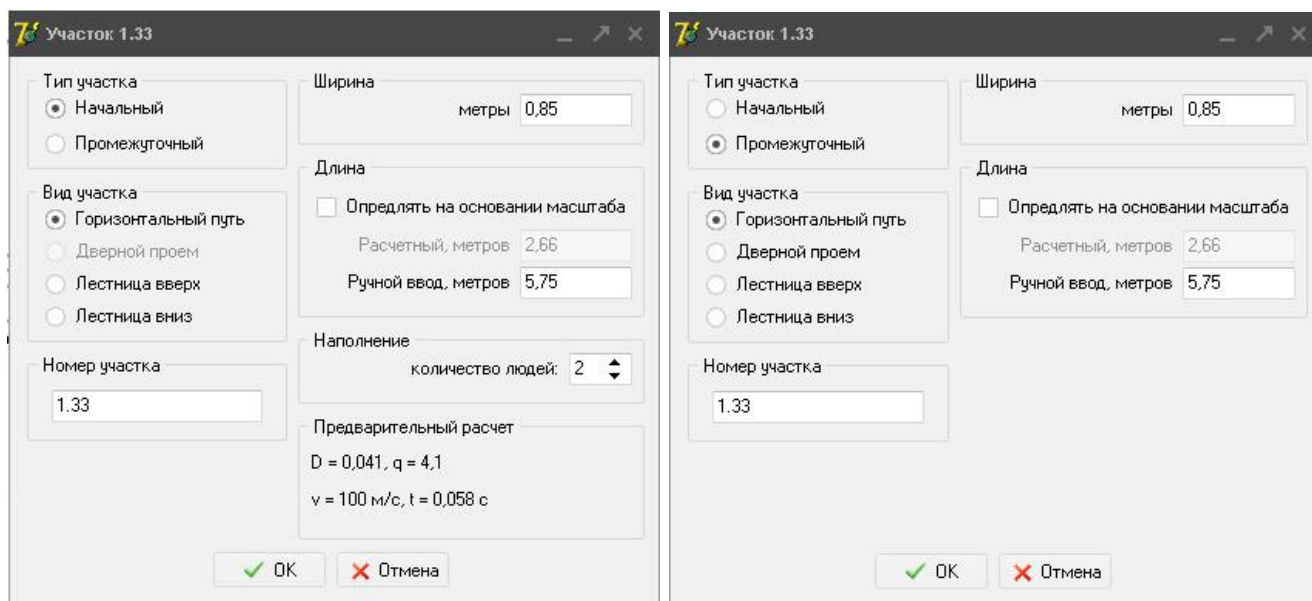 Участок 1.33
Тип участка
Начальный
Промежуточный
Вид участка
Горизонтальный путь
Дверной проем
Лестница вверх
Лестница вниз
Номер участка
1.33
Ширина
метры 0,85
Длина
Опредлять на основании масштаба
Расчетный, метров 2,66
Ручной ввод, метров 5,75
Наполнение
количество людей: 2
Предварительный расчет
D = 0,041, q = 4,1
v = 100 м/с, t = 0,058 с
OK Отмена
Участок 1.33
Тип участка
Начальный
Промежуточный
Вид участка
Горизонтальный путь
Дверной проем
Лестница вверх
Лестница вниз
Номер участка
1.33
Ширина
метры 0,85
Длина
Опредлять на основании масштаба
Расчетный, метров 2,66
Ручной ввод, метров 5,75
OK Отмена